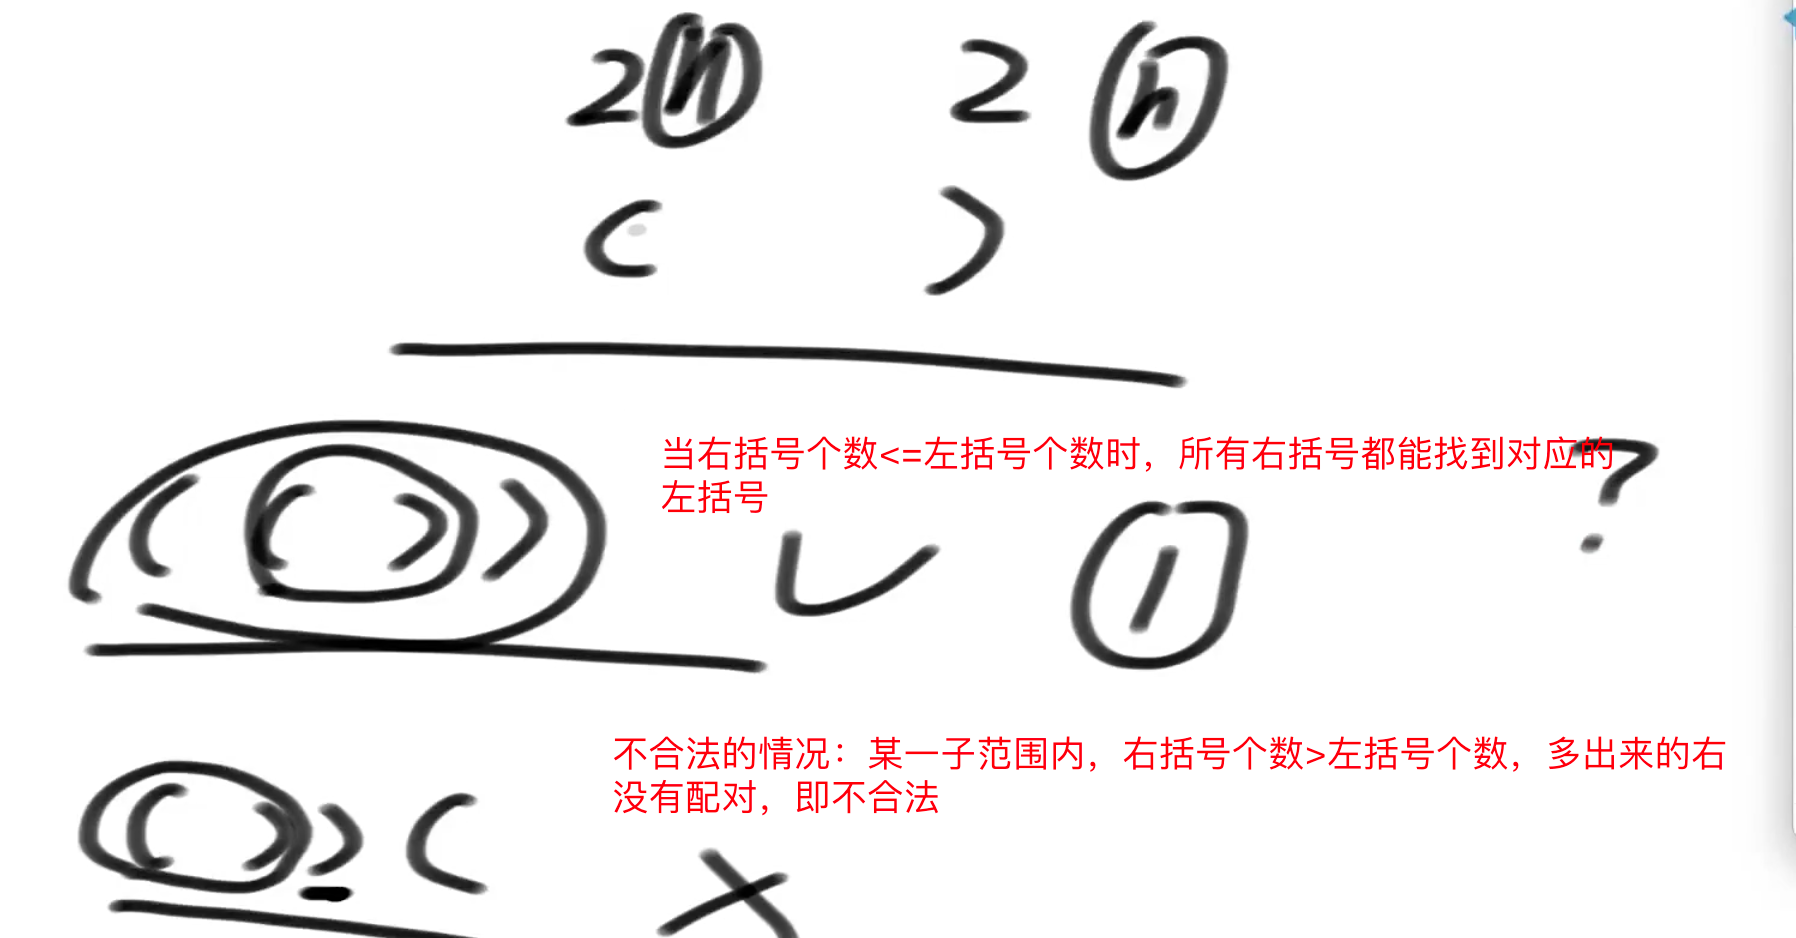 2n 2 n
( )
当右括号个数<=左括号个数时，所有右括号都能找到对应的
左括号
?
( ( ) ) ✓ ①
不合法的情况：某一子范围内，右括号个数>左括号个数，多出来的右
没有配对，即不合法
( ) ) ( ×